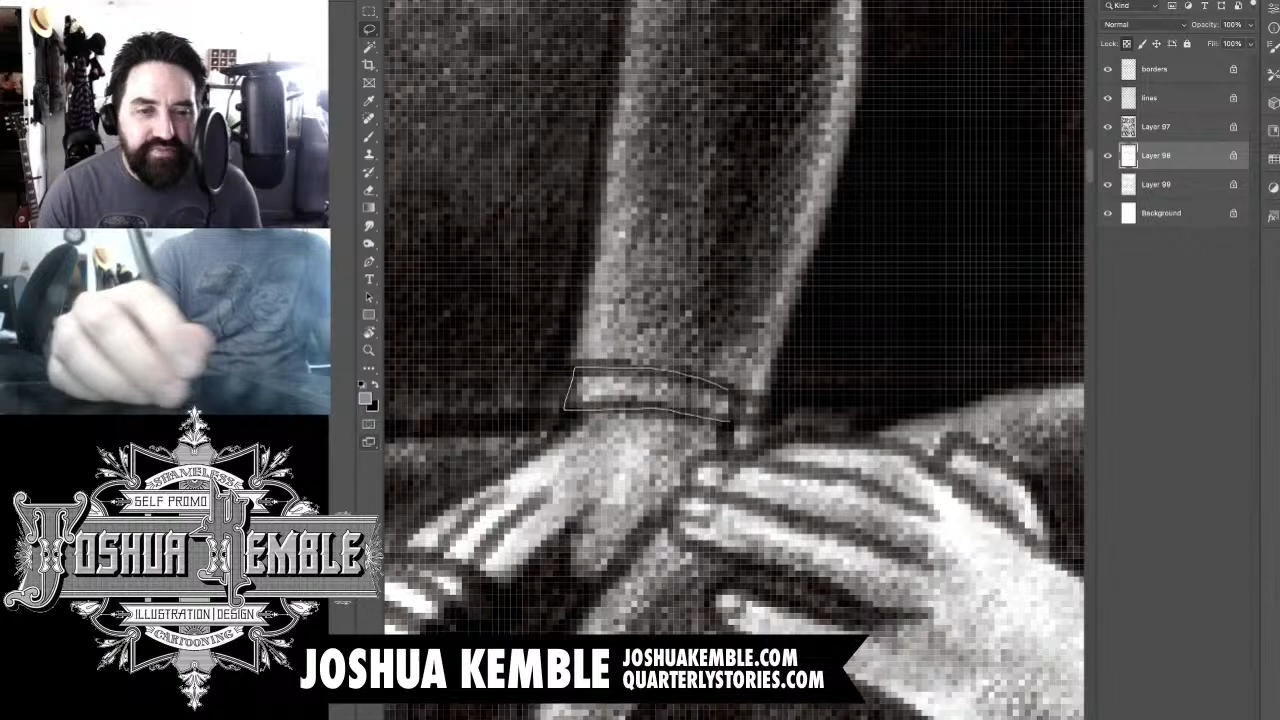 Kind
Normal
Opacity: 100%
Lock:
Fill: 100%
borders
lines
Layer 97
Layer 98
Layer 99
Background
SHAMELESS
SELF PROMO
JOSHUA KEMBLE
ILLUSTRATION|DESIGN
CARTOONING
JOSHUA KEMBLE
JOSHUAKEMBLE.COM
QUARTERLYSTORIES.COM